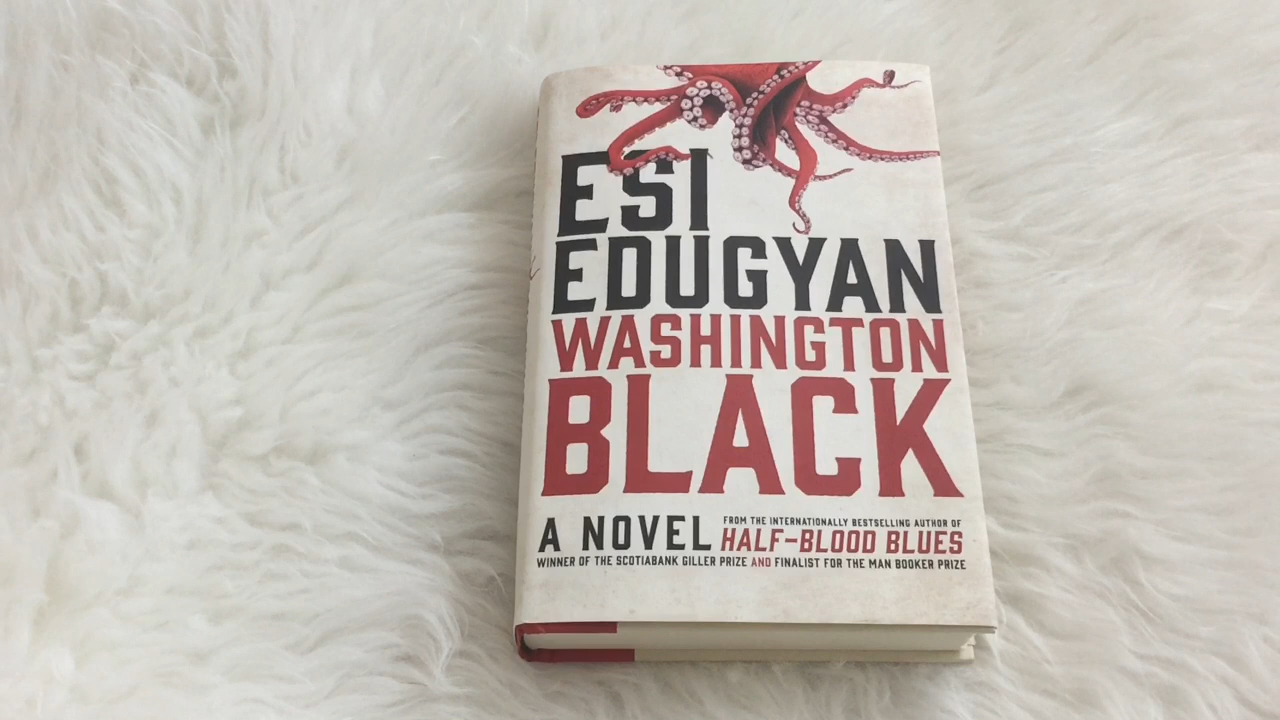 ESI
EDUGYAN
WASHINGTON
BLACK
A NOVEL
FROM THE INTERNATIONALLY BESTSELLING AUTHOR OF
HALF-BLOOD BLUES
WINNER OF THE SCOTIABANK GILLER PRIZE AND FINALIST FOR THE MAN BOOKER PRIZE